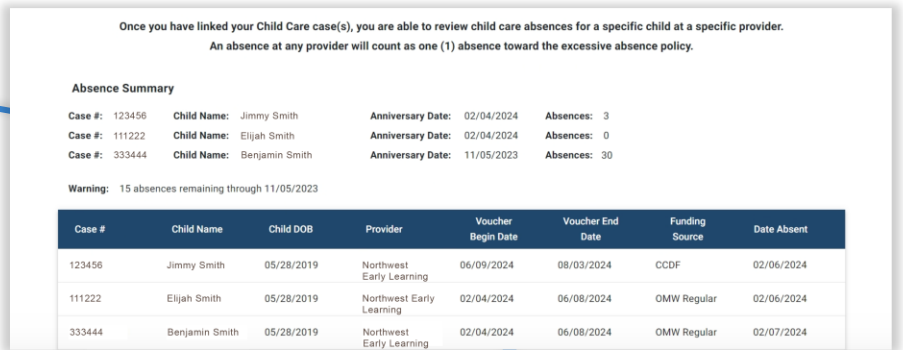 Once you have linked your Child Care case(s), you are able to review child care absences for a specific child at a specific provider.
An absence at any provider will count as one (1) absence toward the excessive absence policy.
Absence Summary
Case #: 123456 Child Name: Jimmy Smith Anniversary Date: 02/04/2024 Absences: 3
Case #: 111222 Child Name: Elijah Smith Anniversary Date: 02/04/2024 Absences: 0
Case #: 333444 Child Name: Benjamin Smith Anniversary Date: 11/05/2023 Absences: 30
Warning: 15 absences remaining through 11/05/2023
Case # Child Name Child DOB Provider Voucher Begin Date Voucher End Date Funding Source Date Absent
123456 Jimmy Smith 05/28/2019 Northwest Early Learning 06/09/2024 08/03/2024 CCDF 02/06/2024
111222 Elijah Smith 05/28/2019 Northwest Early Learning 02/04/2024 06/08/2024 OMW Regular 02/06/2024
333444 Benjamin Smith 05/28/2019 Northwest Early Learning 02/04/2024 06/08/2024 OMW Regular 02/07/2024